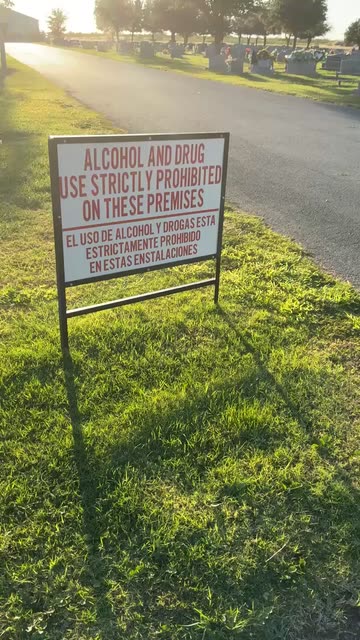 ALCOHOL AND DRUG
USE STRICTLY PROHIBITED
ON THESE PREMISES
EL USO DE ALCOHOL Y DROGAS ESTA
ESTRICTAMENTE PROHIBIDO
EN ESTAS ENSTALACIONES